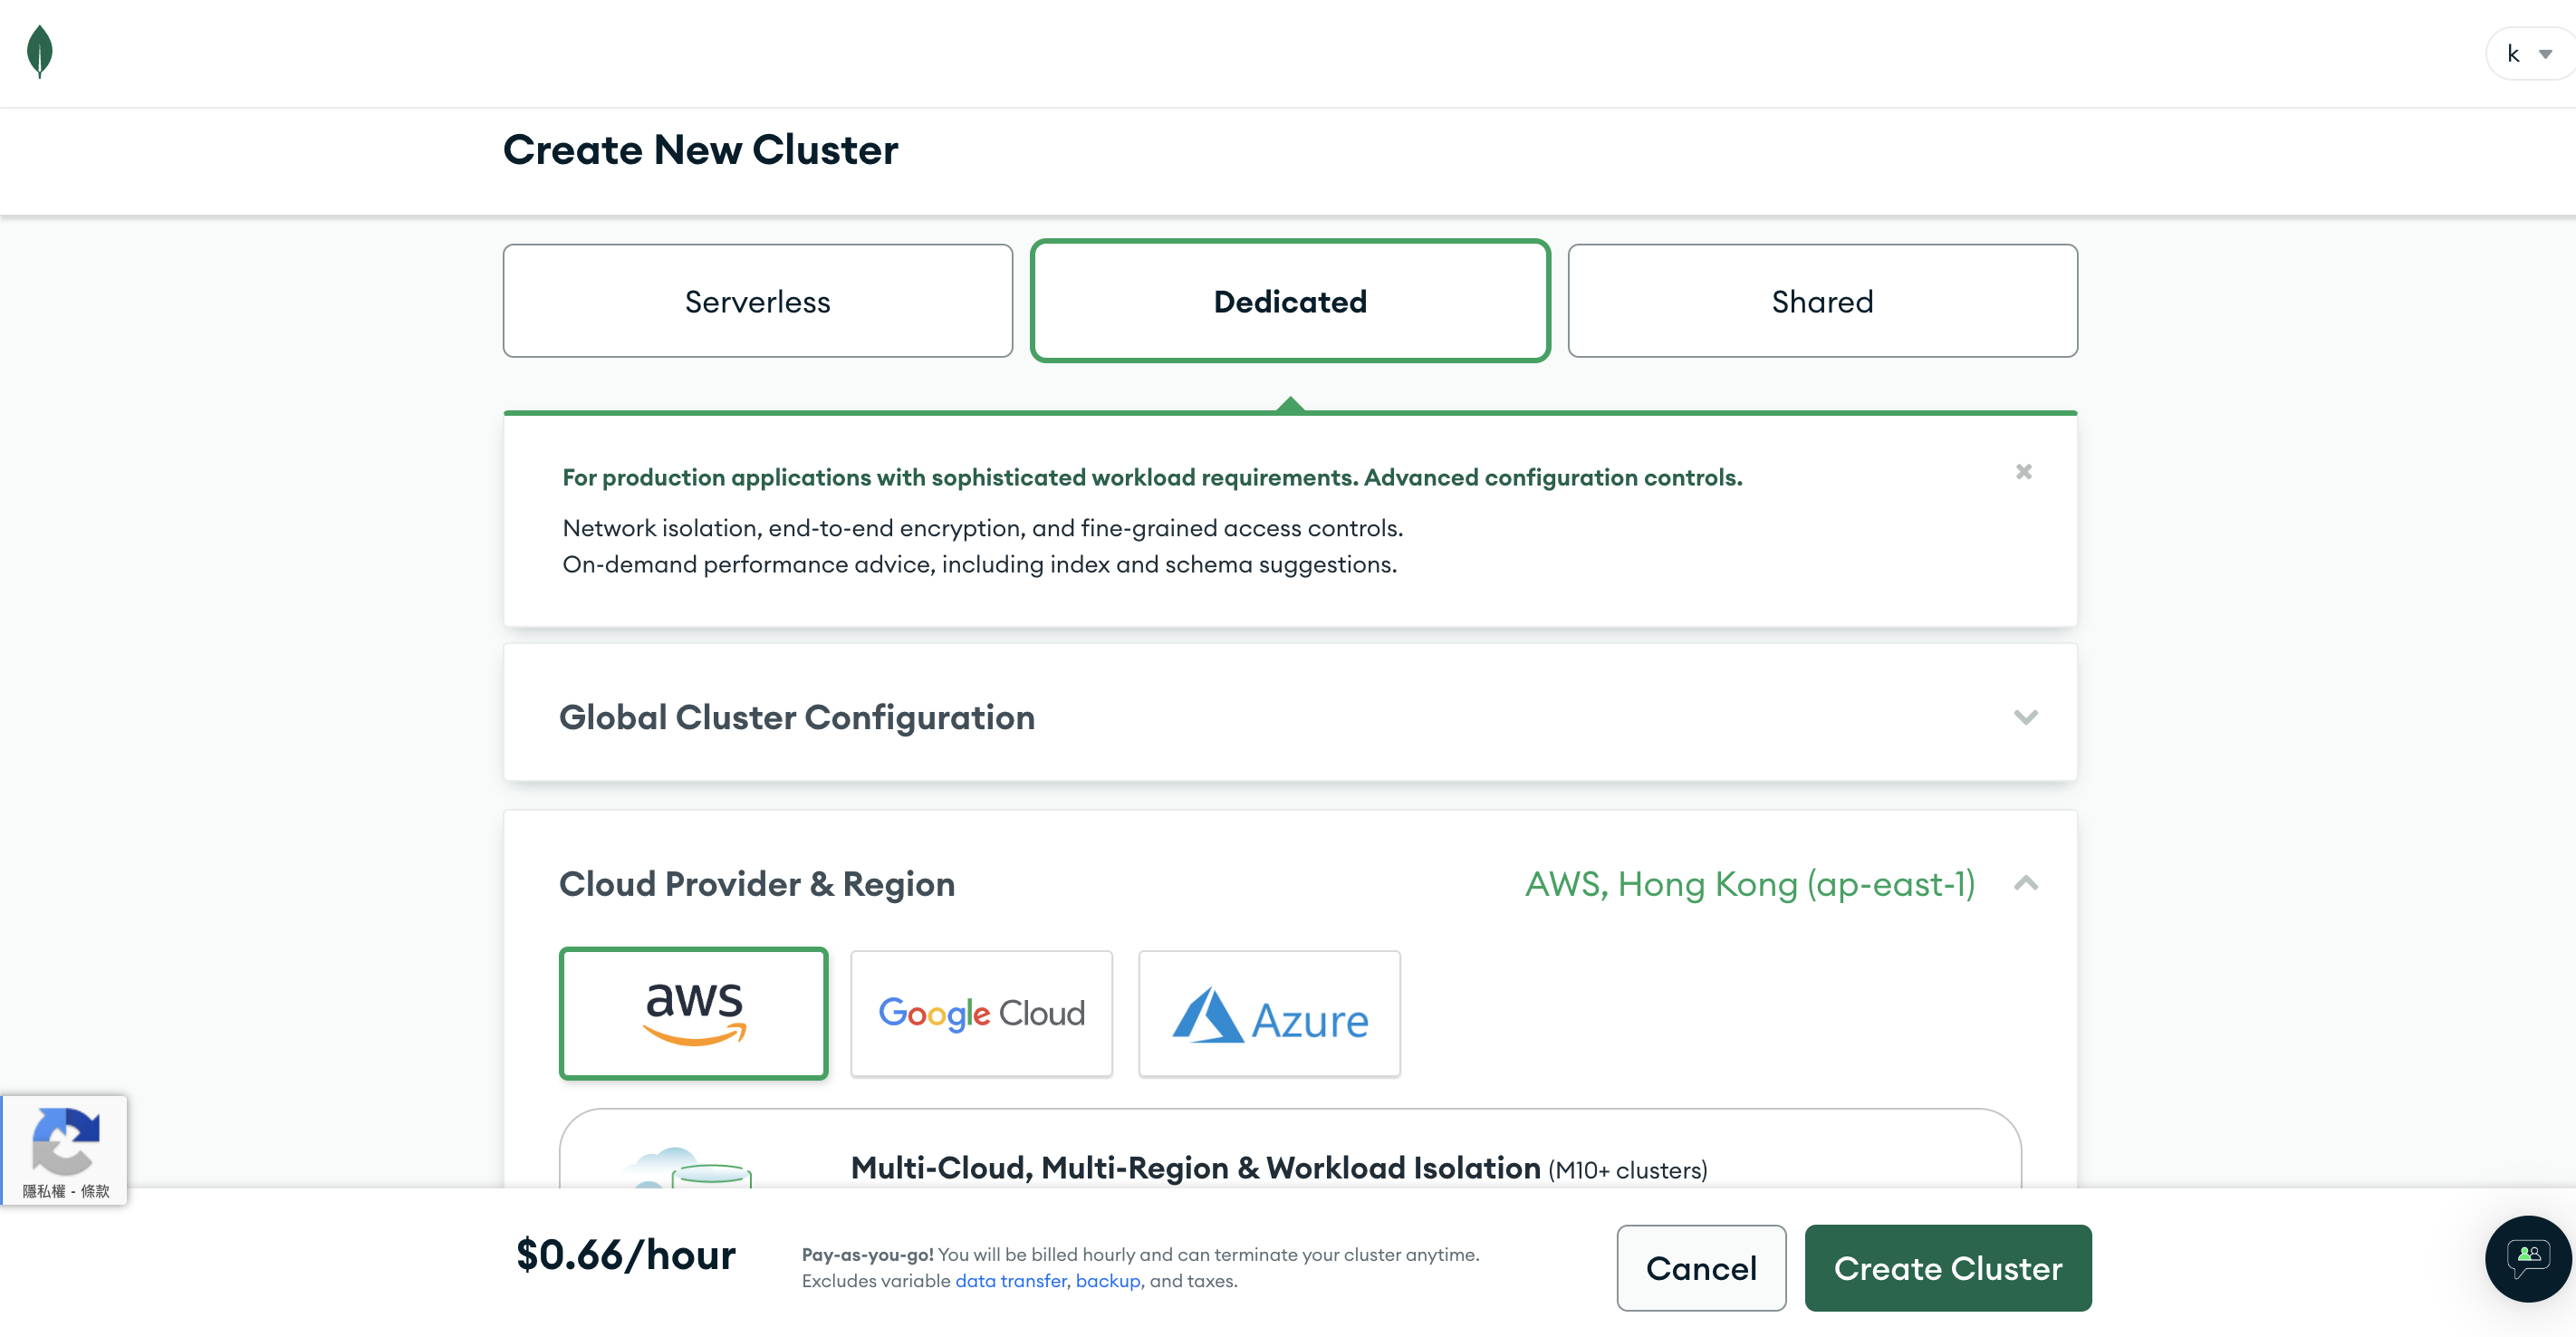 k
Create New Cluster
Serverless
Dedicated
Shared
For production applications with sophisticated workload requirements. Advanced configuration controls.
Network isolation, end-to-end encryption, and fine-grained access controls.
On-demand performance advice, including index and schema suggestions.
Global Cluster Configuration
Cloud Provider & Region
AWS, Hong Kong (ap-east-1)
aws
Google Cloud
Azure
Multi-Cloud, Multi-Region & Workload Isolation (M10+ clusters)
隱私權 - 條款
$0.66/hour
Pay-as-you-go! You will be billed hourly and can terminate your cluster anytime.
Excludes variable data transfer, backup, and taxes.
Cancel
Create Cluster